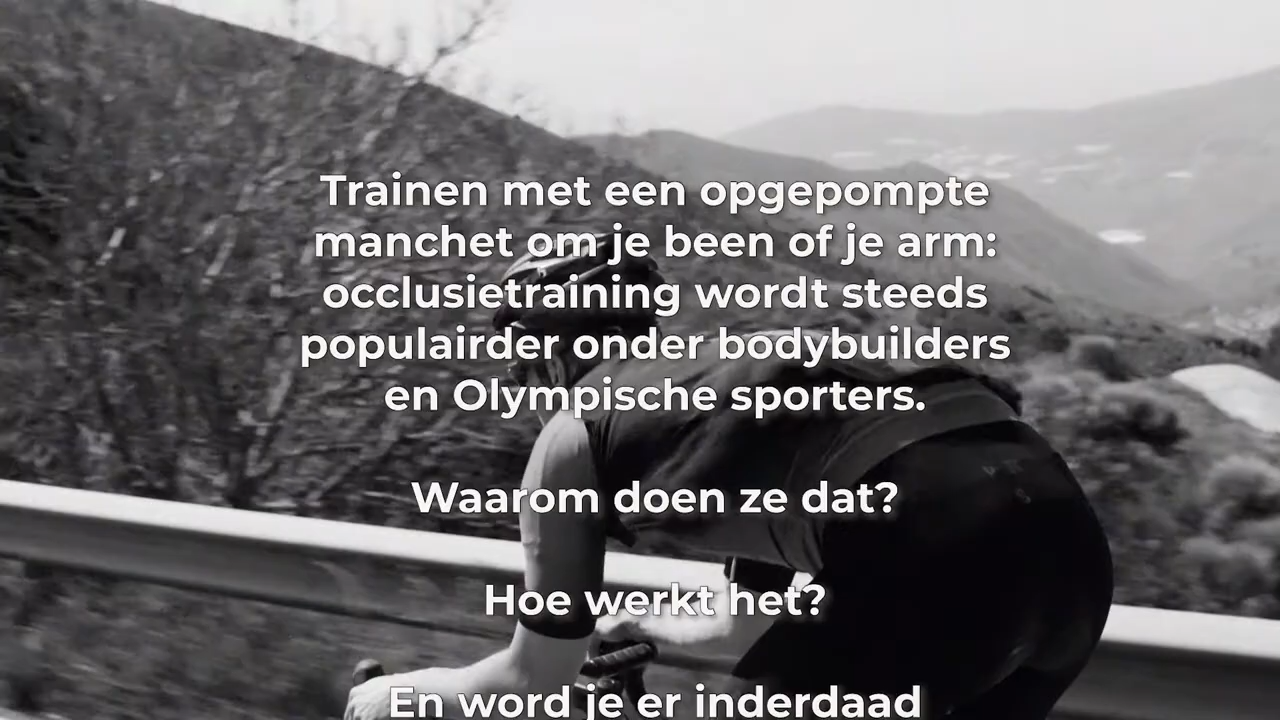 Trainen met een opgepompte
manchet om je been of je arm:
occlusietraining wordt steeds
populairder onder bodybuilders
en Olympische sporters.
Waarom doen ze dat?
Hoe werkt het?
En word je er inderdaad